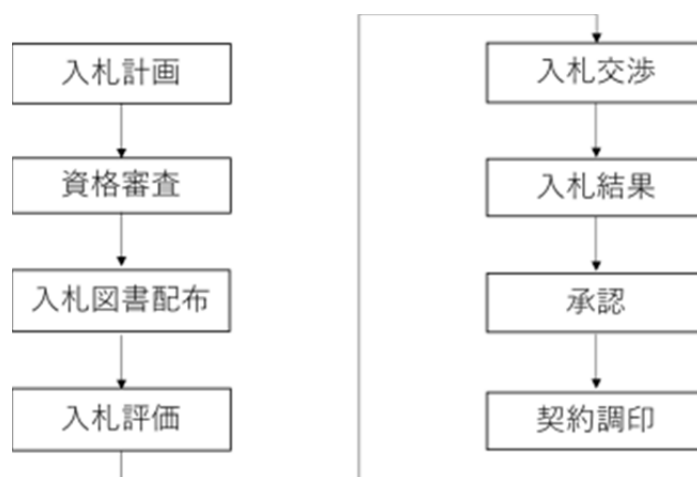 入札計画
資格審査
入札図書配布
入札評価
入札交渉
入札結果
承認
契約調印